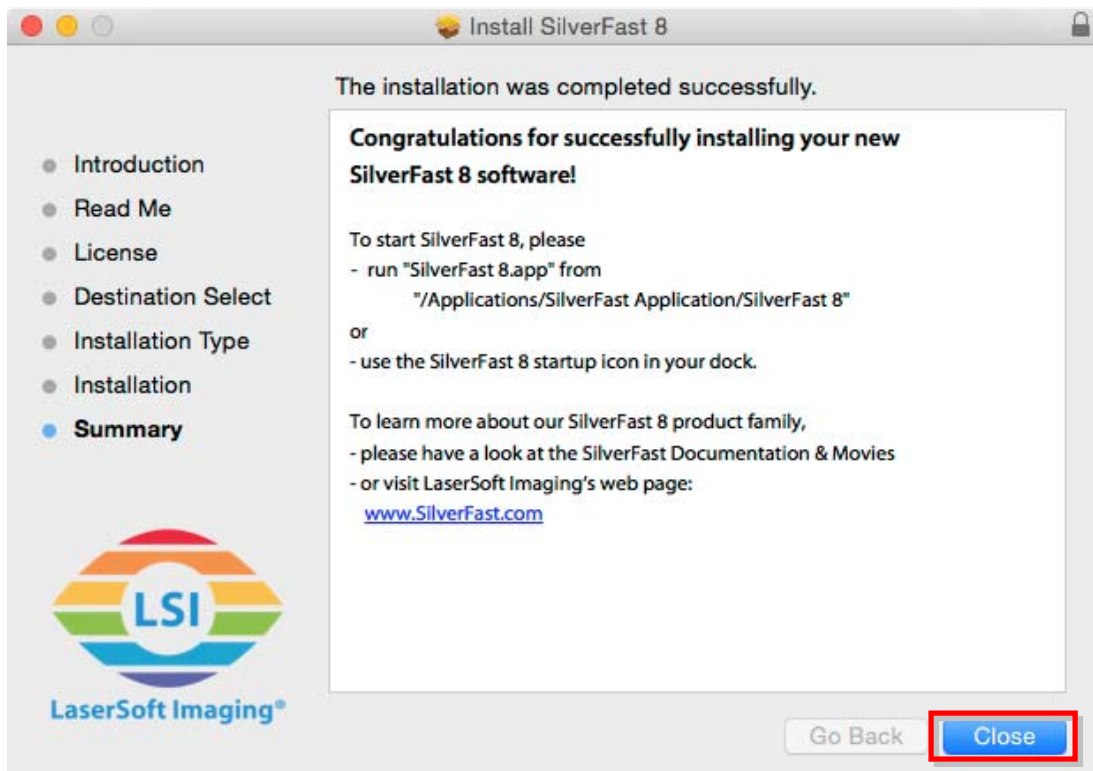 Install SilverFast 8
The installation was completed successfully.
Introduction
Read Me
License
Destination Select
Installation Type
Installation
Summary
Congratulations for successfully installing your new
SilverFast 8 software!
To start SilverFast 8, please
- run "SilverFast 8.app" from
"/Applications/SilverFast Application/SilverFast 8"
or
- use the SilverFast 8 startup icon in your dock.
To learn more about our SilverFast 8 product family,
- please have a look at the SilverFast Documentation & Movies
- or visit LaserSoft Imaging's web page:
www.SilverFast.com
LSI
LaserSoft Imaging®
Go Back
Close